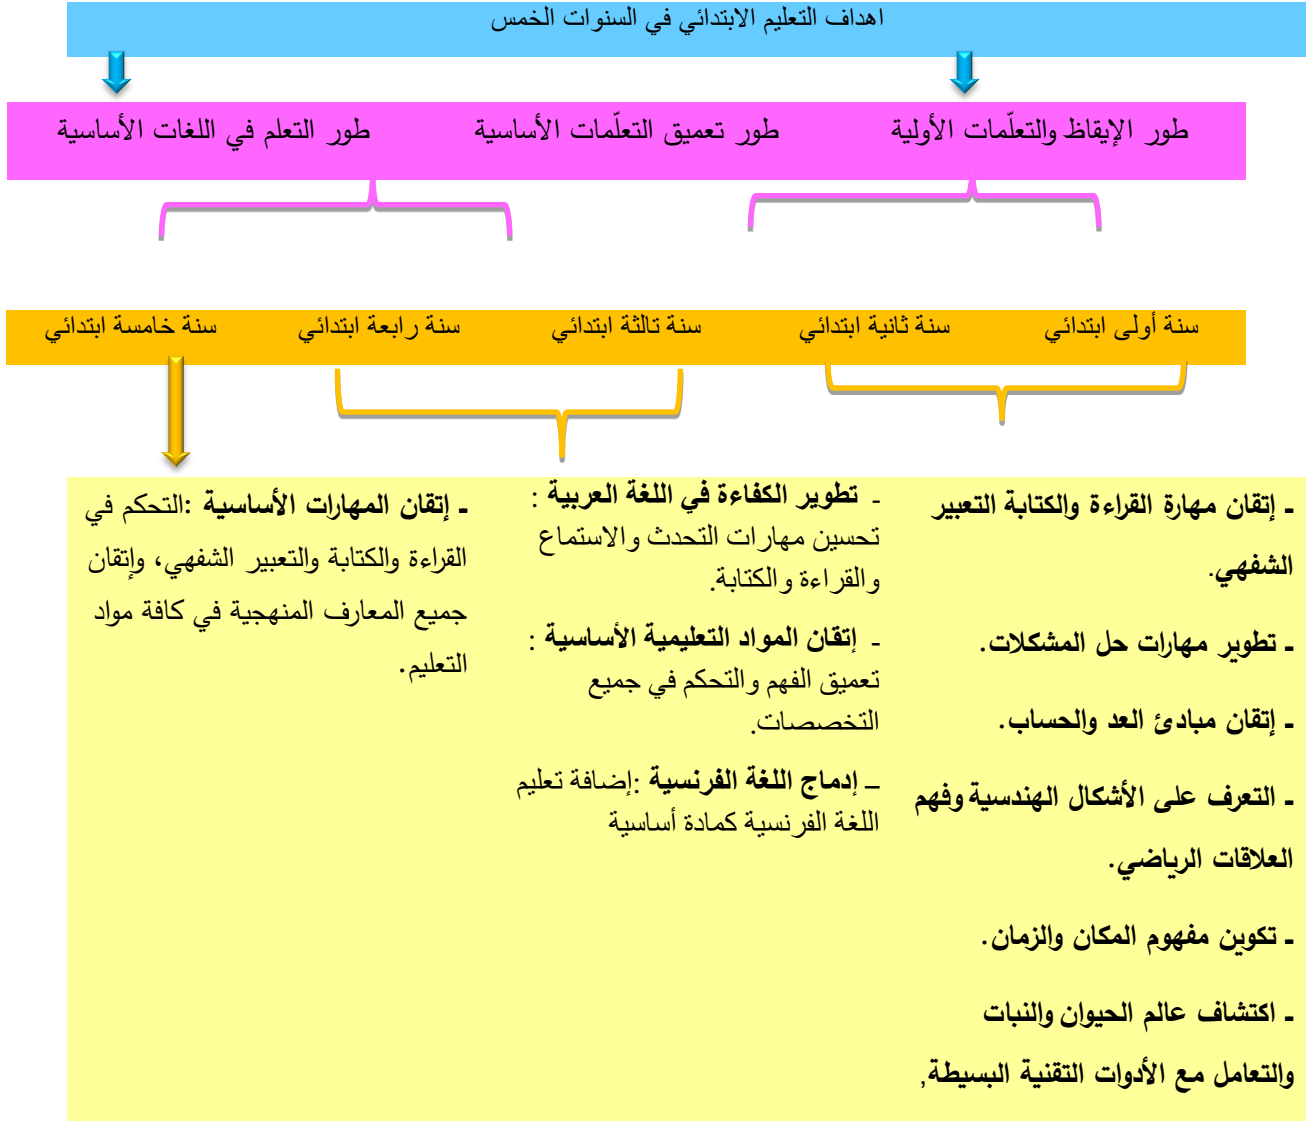 اهداف التعليم الابتدائي في السنوات الخمس
طور الإيقاظ والتعلّمات الأولية
طور تعميق التعلّمات الأساسية
طور التعلم في اللغات الأساسية
سنة أولى ابتدائي
سنة ثانية ابتدائي
سنة تالثة ابتدائي
سنة رابعة ابتدائي
سنة خامسة ابتدائي
ـ إتقان مهارة القراءة والكتابة التعبير
الشفهي.
ـ تطوير مهارات حل المشكلات.
ـ إتقان مبادئ العد والحساب.
ـ التعرف على الأشكال الهندسية وفهم
العلاقات الرياضي.
ـ تكوين مفهوم المكان والزمان.
ـ اكتشاف عالم الحيوان والنبات
والتعامل مع الأدوات التقنية البسيطة,
- تطوير الكفاءة في اللغة العربية :
تحسين مهارات التحدث والاستماع
والقراءة والكتابة.
- إتقان المواد التعليمية الأساسية :
تعميق الفهم والتحكم في جميع
التخصصات.
ــ إدماج اللغة الفرنسية :إضافة تعليم
اللغة الفرنسية كمادة أساسية
ـ إتقان المهارات الأساسية :التحكم في
القراءة والكتابة والتعبير الشفهي، وإتقان
جميع المعارف المنهجية في كافة مواد
التعليم.